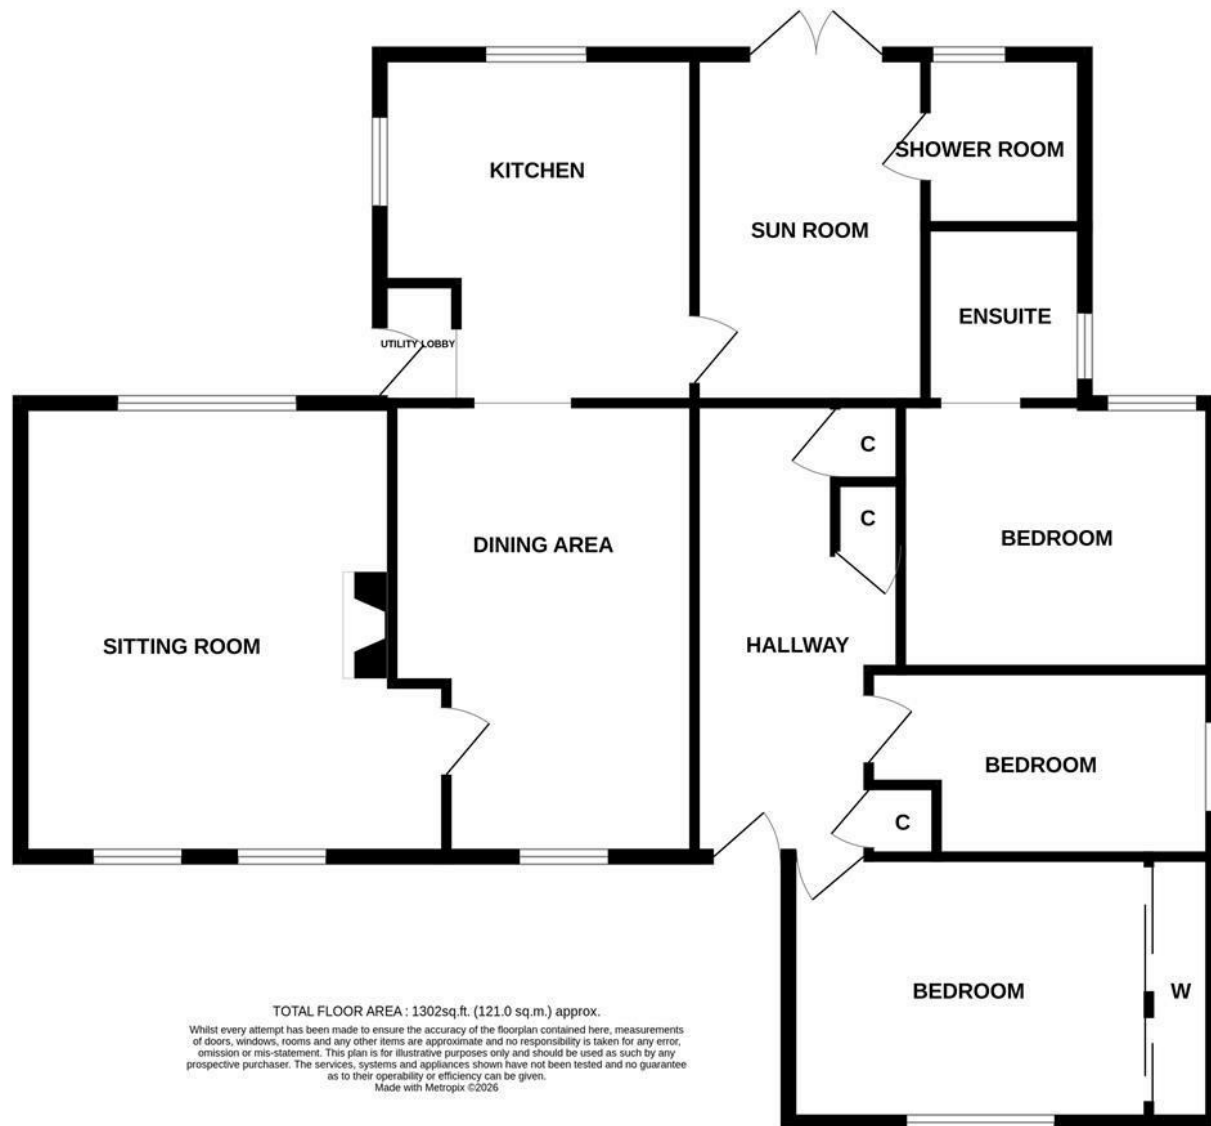 KITCHEN
SHOWER ROOM
SUN ROOM
ENSUITE
UTILITY LOBBY
C
C
BEDROOM
DINING AREA
SITTING ROOM
HALLWAY
BEDROOM
C
BEDROOM
W
TOTAL FLOOR AREA : 1302sq.ft. (121.0 sq.m.) approx.
Whilst every attempt has been made to ensure the accuracy of the floorplan contained here, measurements
of doors, windows, rooms and any other items are approximate and no responsibility is taken for any error,
omission or mis-statement. This plan is for illustrative purposes only and should be used as such by any
prospective purchaser. The services, systems and appliances shown have not been tested and no guarantee
as to their operability or efficiency can be given.
Made with Metropix ©2026